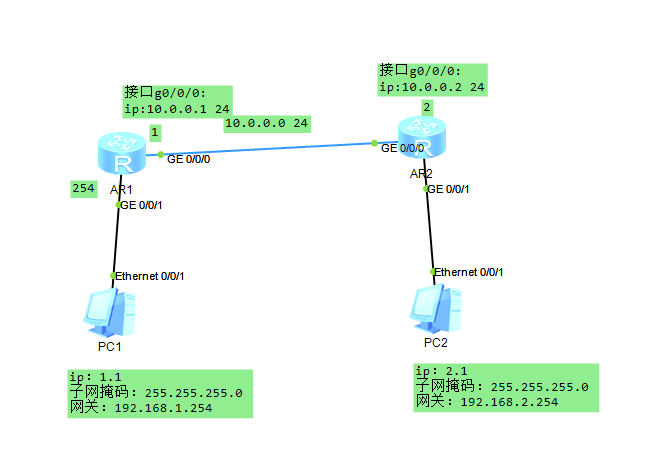 接口g0/0/0:
ip:10.0.0.1 24
接口g0/0/0:
ip:10.0.0.2 24
1
10.0.0.0 24
2
GE 0/0/0
GE 0/0/0
254
AR1
AR2
GE 0/0/1
GE 0/0/1
Ethernet 0/0/1
Ethernet 0/0/1
PC1
PC2
ip: 1.1
子网掩码: 255.255.255.0
网关: 192.168.1.254
ip: 2.1
子网掩码: 255.255.255.0
网关: 192.168.2.254